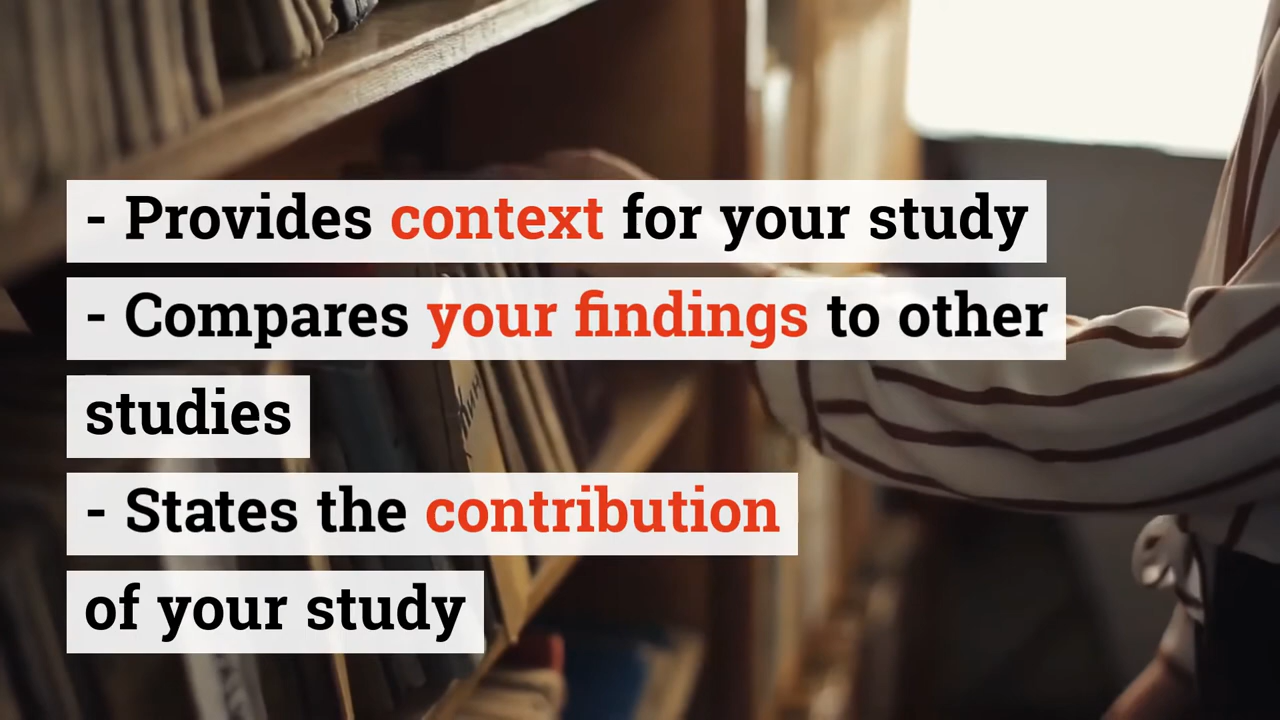 - Provides context for your study
- Compares your findings to other
studies
- States the contribution
of your study